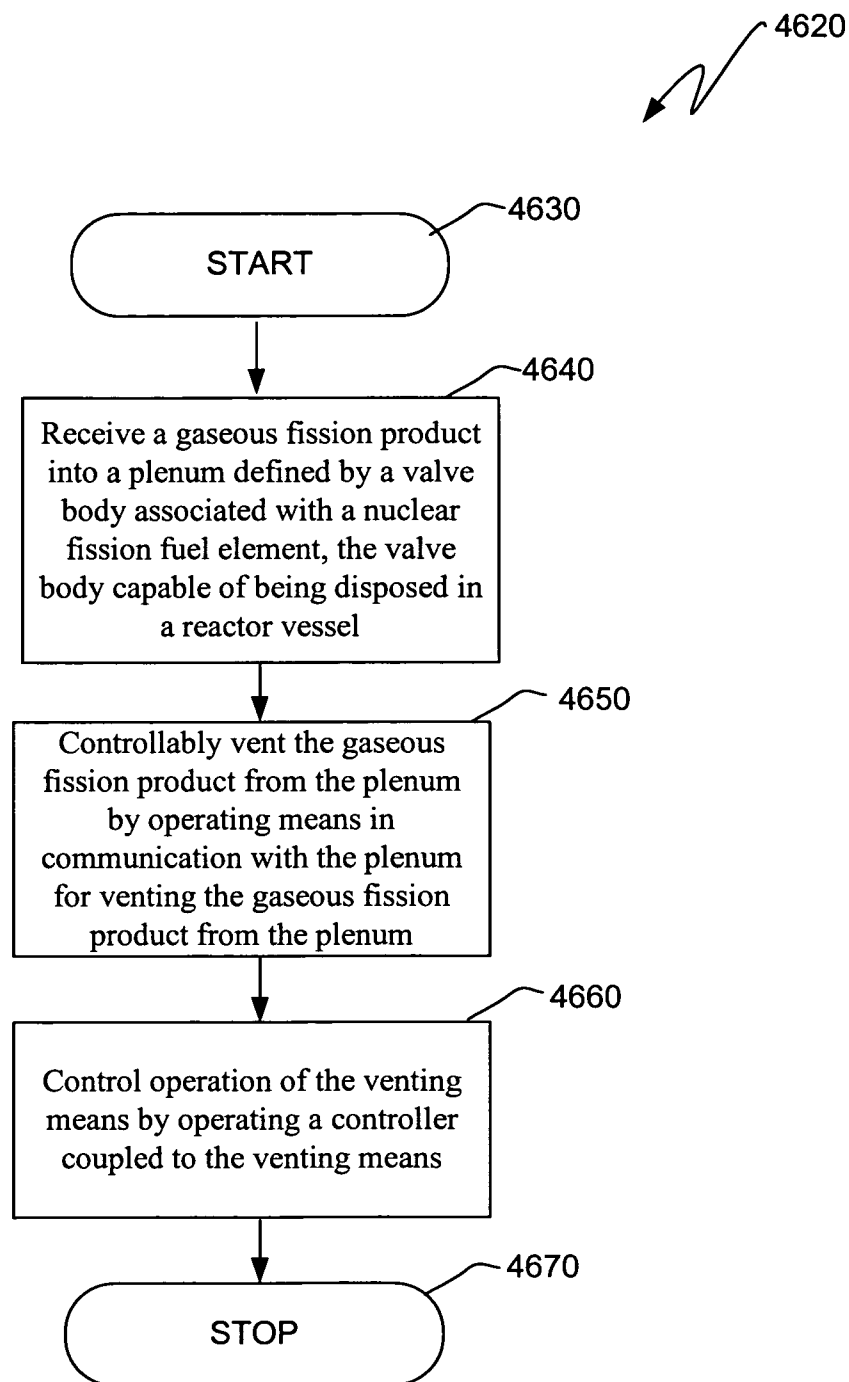 4620
4630
START
4640
Receive a gaseous fission product
into a plenum defined by a valve
body associated with a nuclear
fission fuel element, the valve
body capable of being disposed in
a reactor vessel
4650
Controllably vent the gaseous
fission product from the plenum
by operating means in
communication with the plenum
for venting the gaseous fission
product from the plenum
4660
Control operation of the venting
means by operating a controller
coupled to the venting means
4670
STOP